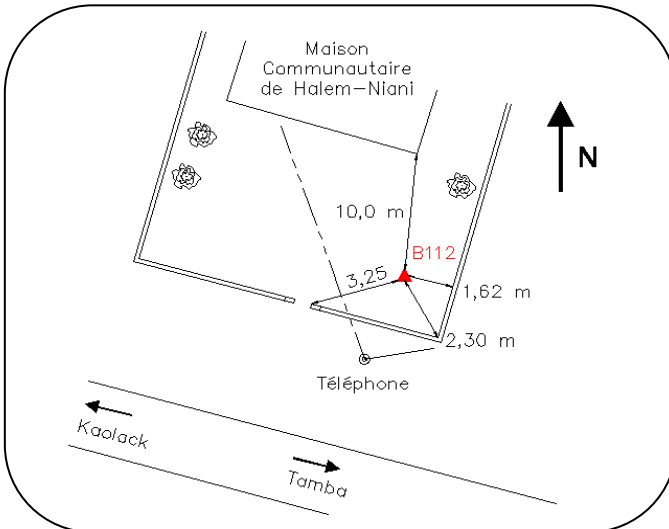 Maison
Communautaire
de Halem-Niani
N
10,0 m
B112
3,25
1,62 m
2,30 m
Téléphone
Kaolack
Tamba